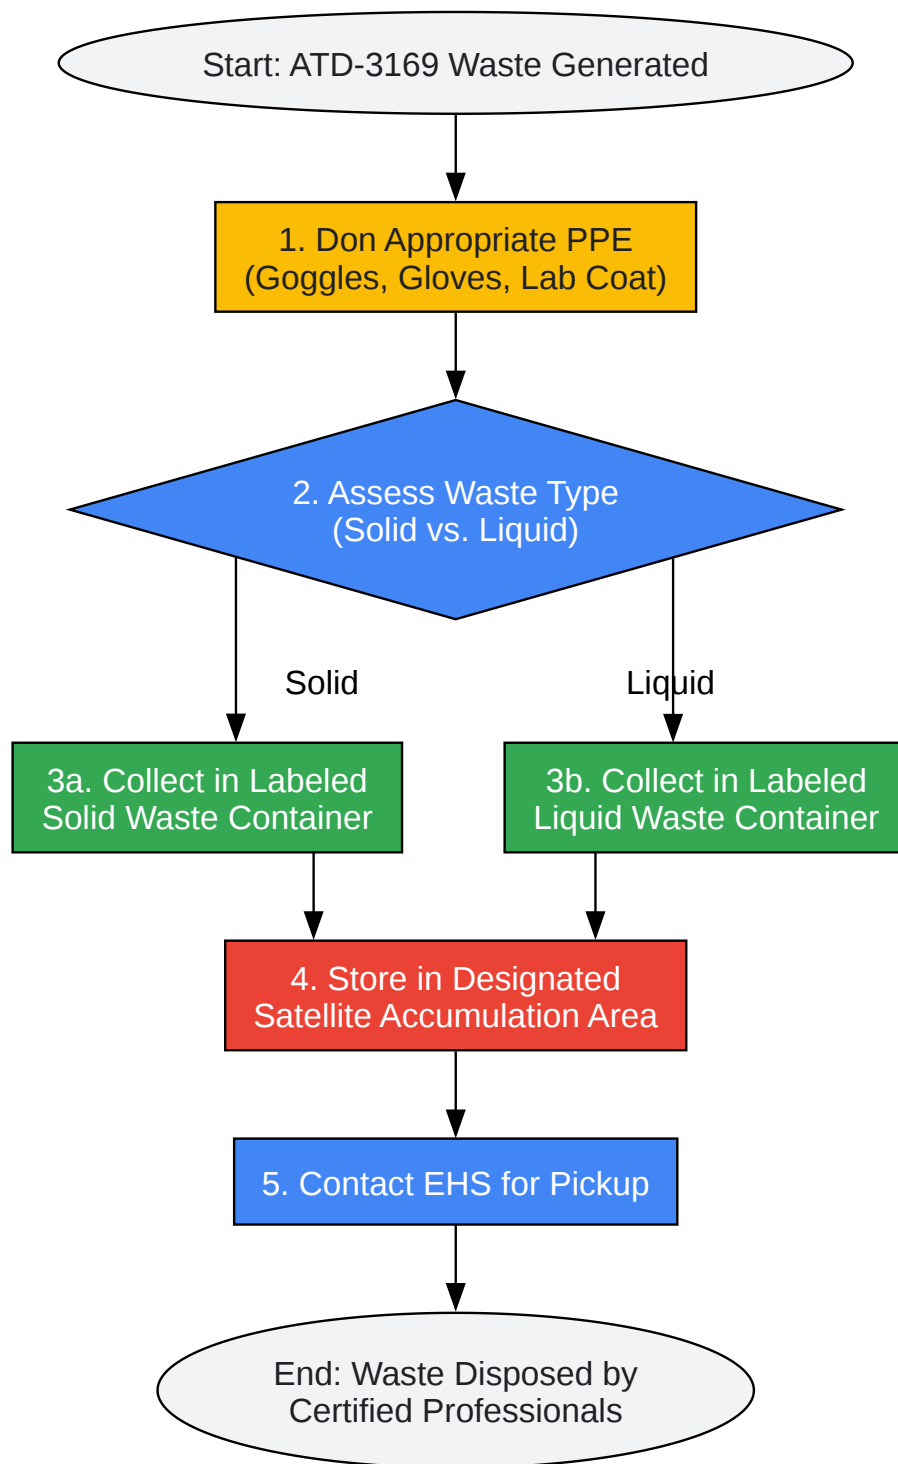 Start: ATD-3169 Waste Generated
1. Don Appropriate PPE
(Goggles, Gloves, Lab Coat)
2. Assess Waste Type
(Solid vs. Liquid)
Solid
Liquid
3a. Collect in Labeled
Solid Waste Container
3b. Collect in Labeled
Liquid Waste Container
4. Store in Designated
Satellite Accumulation Area
5. Contact EHS for Pickup
End: Waste Disposed by
Certified Professionals